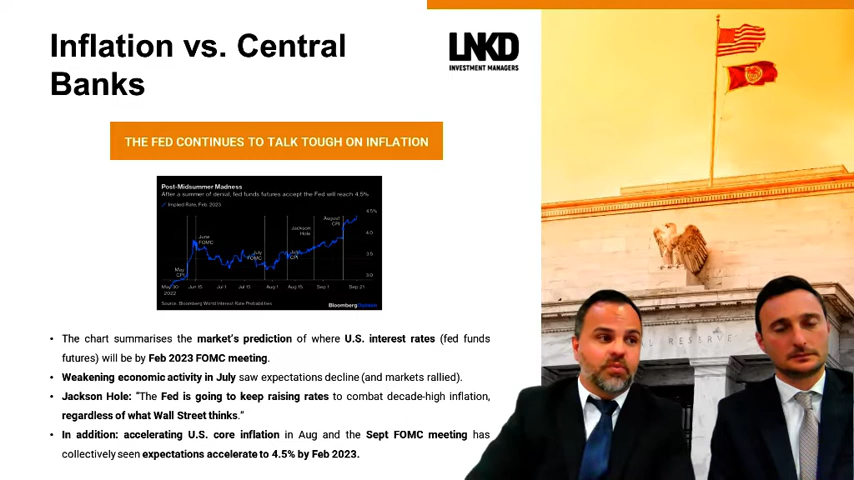 Inflation vs. Central
Banks
LNKD
INVESTMENT MANAGERS
THE FED CONTINUES TO TALK TOUGH ON INFLATION
Post-Midsummer Madness
After a summer of denial, fed funds futures accept the Fed will reach 4.5%
Implied Rate, Feb. 2023
4.5%
August
CPI
Jackson
Hole
4.0
June
FOMC
July
FOMC
July
CPI
3.5
May
CPI
3.0
May 30
Jun 15
Jul 1
Jul 15
Aug 1
Aug 15
Sep 1
Sep 21
2022
Source: Bloomberg World Interest Rate Probabilities
BloombergOpinion
• The chart summarises the market's prediction of where U.S. interest rates (fed funds
futures) will be by Feb 2023 FOMC meeting.
• Weakening economic activity in July saw expectations decline (and markets rallied).
• Jackson Hole: "The Fed is going to keep raising rates to combat decade-high inflation,
regardless of what Wall Street thinks."
• In addition: accelerating U.S. core inflation in Aug and the Sept FOMC meeting has
collectively seen expectations accelerate to 4.5% by Feb 2023.
RESERVE